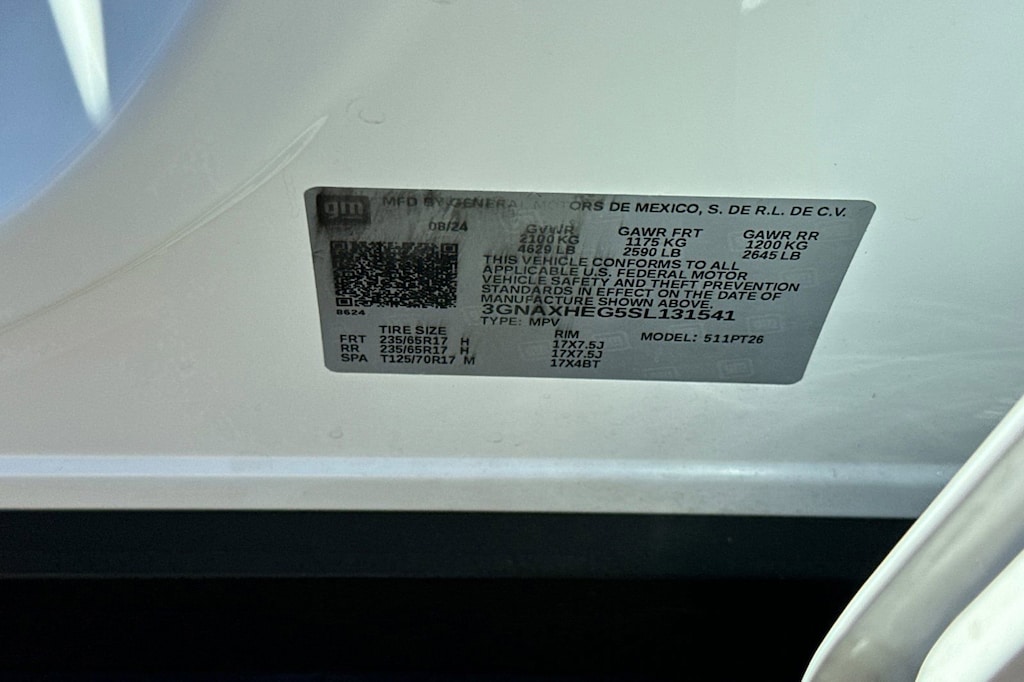 gm
MFD BY GENERAL MOTORS DE MEXICO, S. DE R.L. DE C.V.
08/24
GVWR GAWR FRT GAWR RR
2100 KG 1175 KG 1200 KG
4629 LB 2590 LB 2645 LB
THIS VEHICLE CONFORMS TO ALL
APPLICABLE U.S. FEDERAL MOTOR
VEHICLE SAFETY AND THEFT PREVENTION
STANDARDS IN EFFECT ON THE DATE OF
MANUFACTURE SHOWN ABOVE.
8624
3GNAXHEG5SL131541
TYPE: MPV
TIRE SIZE RIM MODEL: 511PT26
FRT 235/65R17 H 17X7.5J
RR 235/65R17 H 17X7.5J
SPA T125/70R17 M 17X4BT